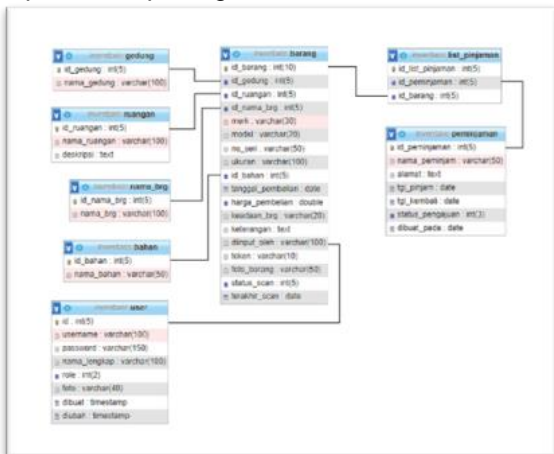 gedung
id_gedung : int(5)
nama_gedung : varchar(100)
ruangan
id_ruangan : int(5)
nama_ruangan : varchar(100)
deskripsi : text
nama_brg
id_nama_brg : int(5)
nama_brg : varchar(100)
bahan
id_bahan : int(5)
nama_bahan : varchar(50)
user
id : int(5)
username : varchar(100)
password : varchar(150)
nama_lengkap : varchar(100)
role : int(2)
foto : varchar(40)
dibuat : timestamp
diubah : timestamp
barang
id_barang : int(10)
id_gedung : int(5)
id_ruangan : int(5)
id_nama_brg : int(5)
merk : varchar(30)
model : varchar(20)
no_seri : varchar(50)
ukuran : varchar(100)
id_bahan : int(5)
tanggal_pembelian : date
harga_pembelian : double
keadaan_brg : varchar(20)
keterangan : text
diinput_oleh : varchar(100)
token : varchar(10)
foto_barang : varchar(50)
status_scan : int(5)
terakhir_scan : date
list_pinjaman
id_list_pinjaman : int(5)
id_peminjaman : int(5)
id_barang : int(5)
peminjaman
id_peminjaman : int(5)
nama_peminjam : varchar(50)
alamat : text
tgl_pinjam : date
tgl_kembali : date
status_pengajuan : int(3)
dibuat_pada : date